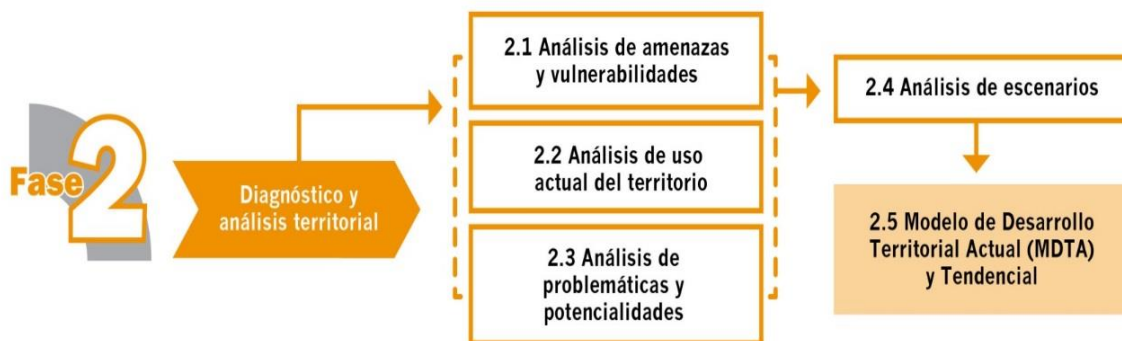 Fase 2
Diagnóstico y
análisis territorial
2.1 Análisis de amenazas
y vulnerabilidades
2.2 Análisis de uso
actual del territorio
2.3 Análisis de
problemáticas y
potencialidades
2.4 Análisis de escenarios
2.5 Modelo de Desarrollo
Territorial Actual (MDTA)
y Tendencial